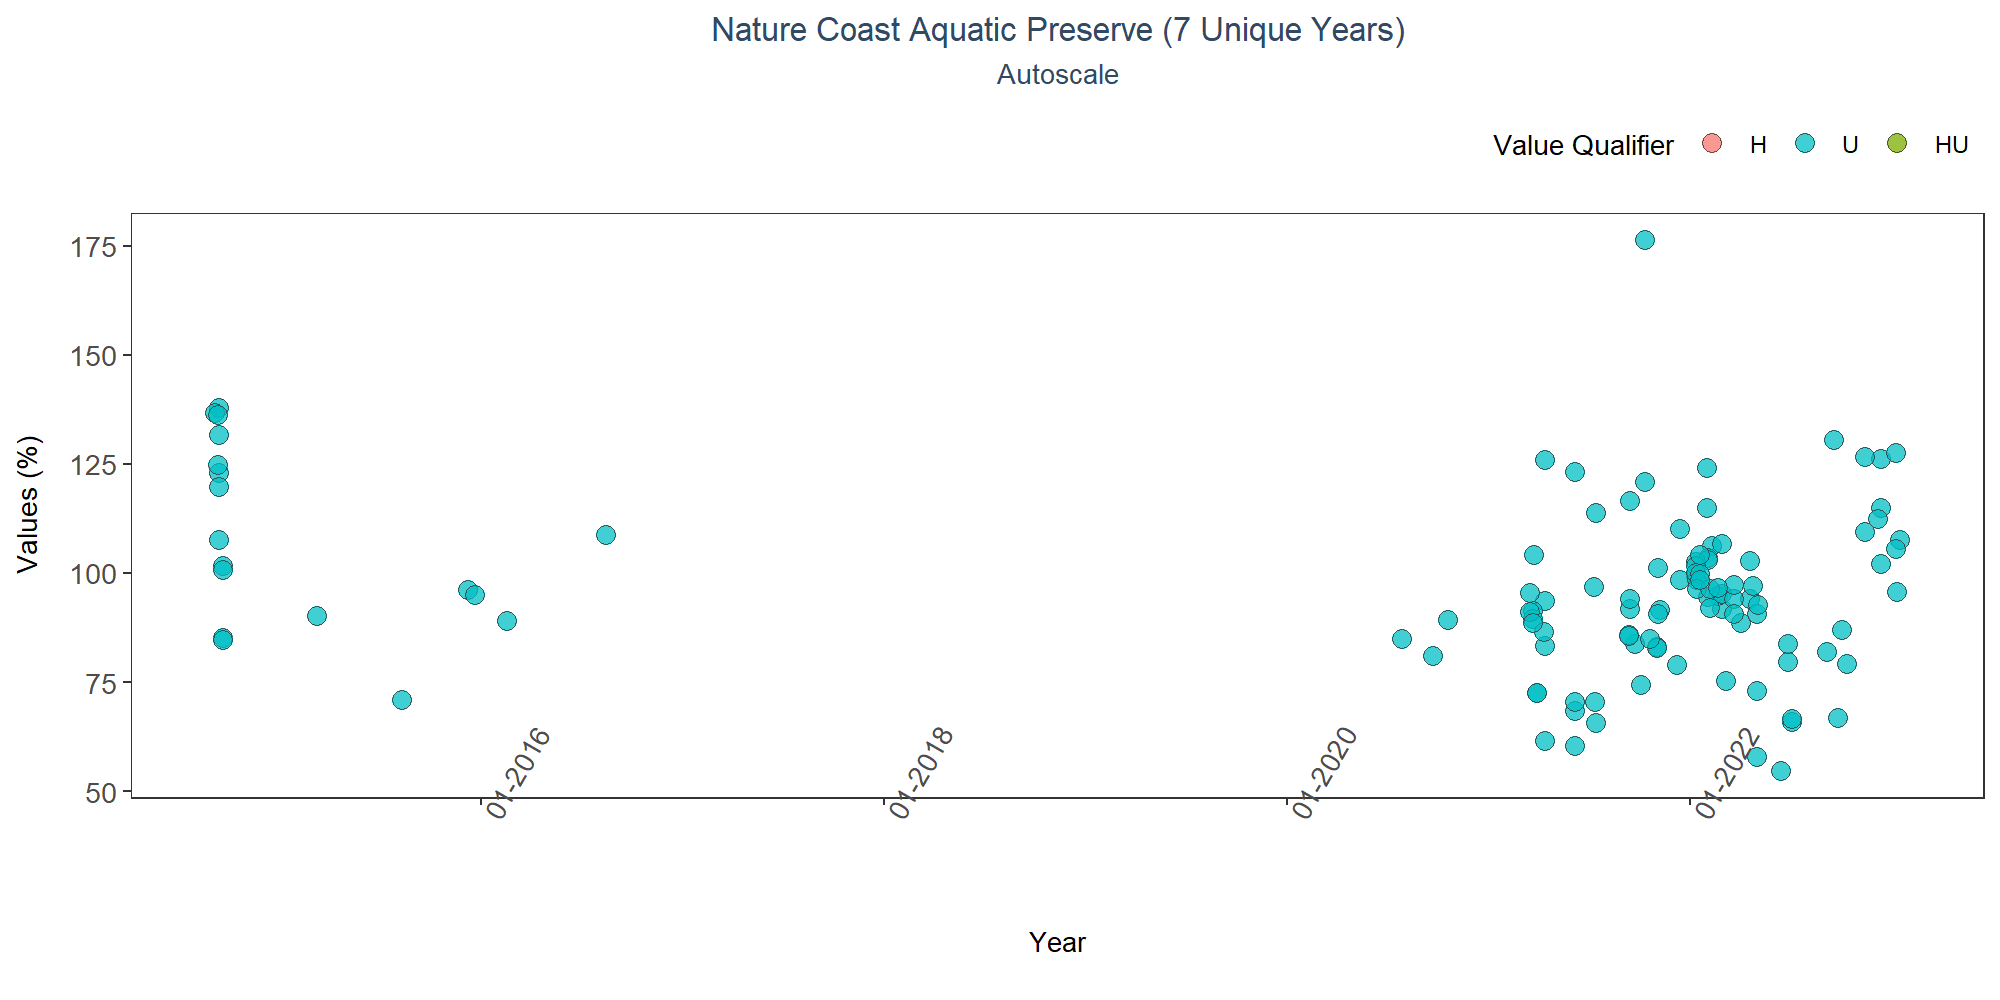 Nature Coast Aquatic Preserve (7 Unique Years)
Autoscale
Value Qualifier H U HU
175
150
125
100
75
50
Values (%)
01-2016
01-2018
01-2020
01-2022
Year